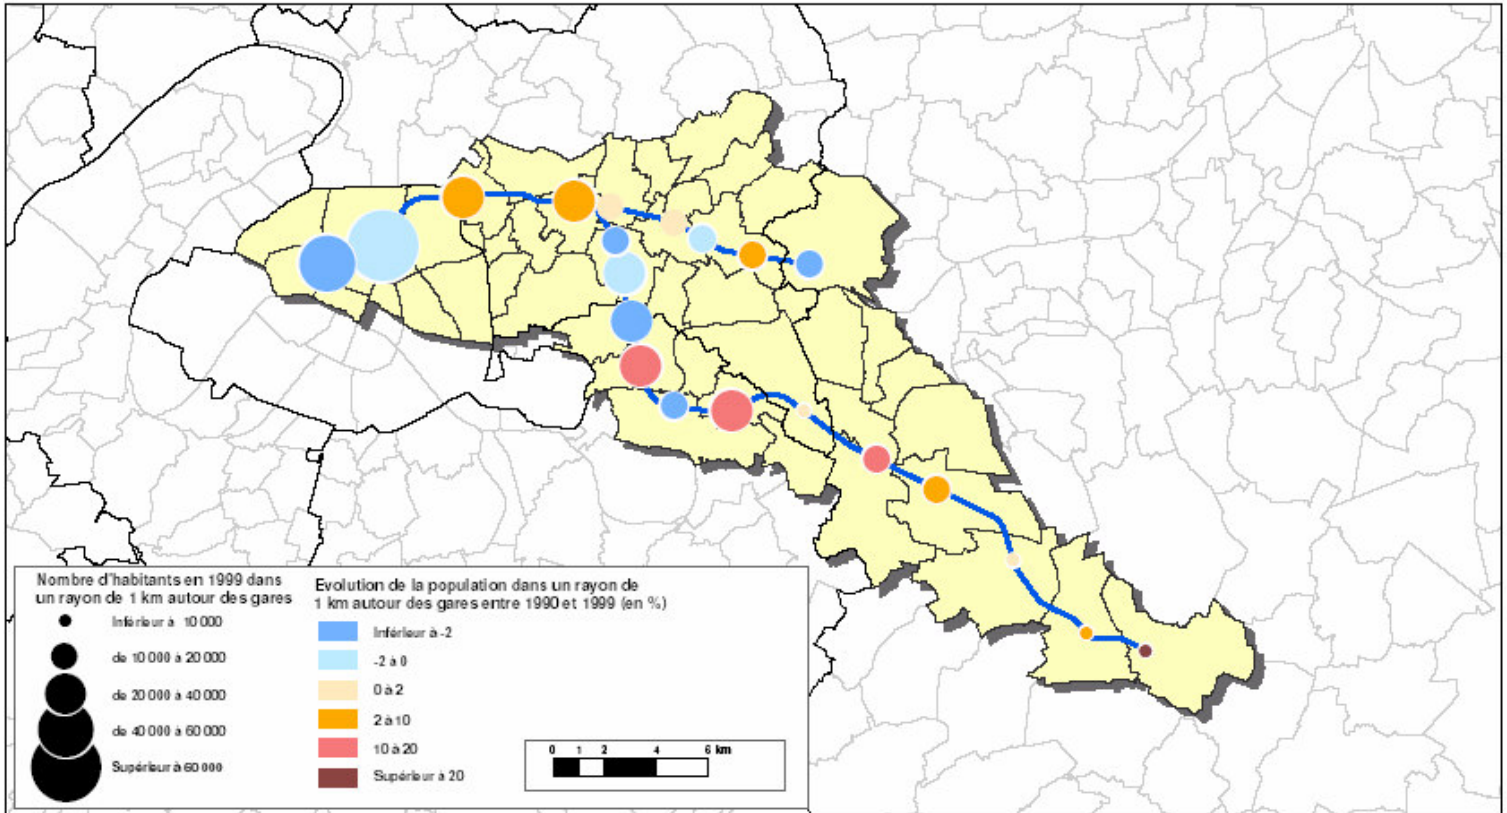 Nombre d'habitants en 1999 dans
un rayon de 1 km autour des gares
Inférieur à 10 000
de 10 000 à 20 000
de 20 000 à 40 000
de 40 000 à 60 000
Supérieur à 60 000
Evolution de la population dans un rayon de
1 km autour des gares entre 1990 et 1999 (en %)
Inférieur à -2
-2 à 0
0 à 2
2 à 10
10 à 20
Supérieur à 20
0 1 2 4 6 km